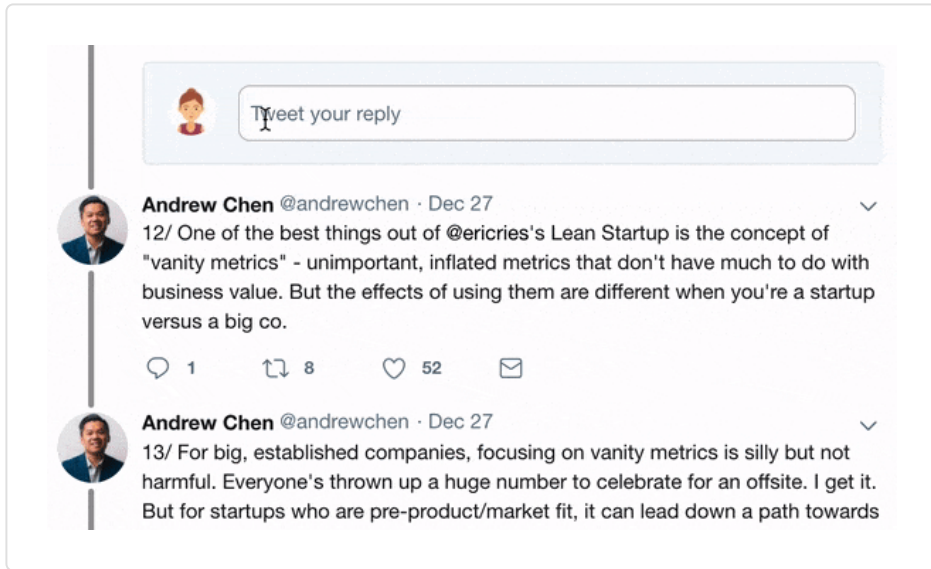 Tweet your reply
Andrew Chen @andrewchen · Dec 27
12/ One of the best things out of @ericries's Lean Startup is the concept of
"vanity metrics" - unimportant, inflated metrics that don't have much to do with
business value. But the effects of using them are different when you're a startup
versus a big co.
1 8 52
Andrew Chen @andrewchen · Dec 27
13/ For big, established companies, focusing on vanity metrics is silly but not
harmful. Everyone's thrown up a huge number to celebrate for an offsite. I get it.
But for startups who are pre-product/market fit, it can lead down a path towards